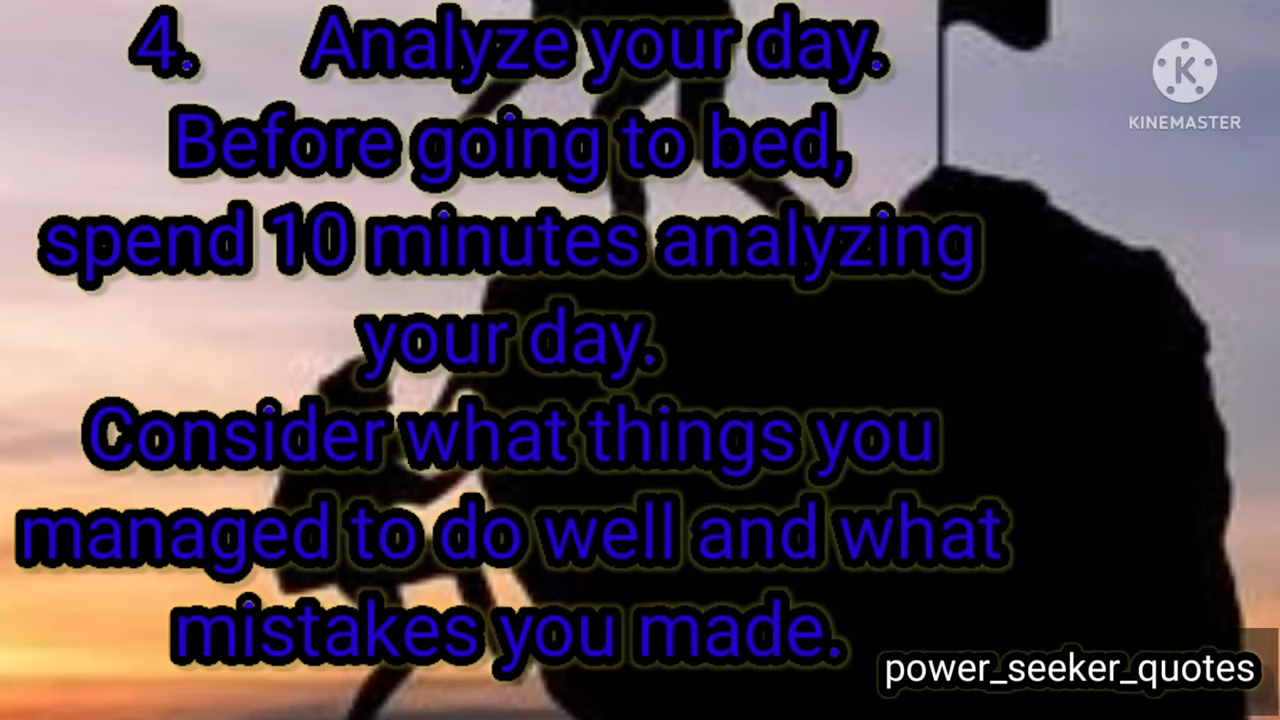 4. Analyze your day.
Before going to bed,
spend 10 minutes analyzing
your day.
Consider what things you
managed to do well and what
mistakes you made.
K
KINEMASTER
power_seeker_quotes